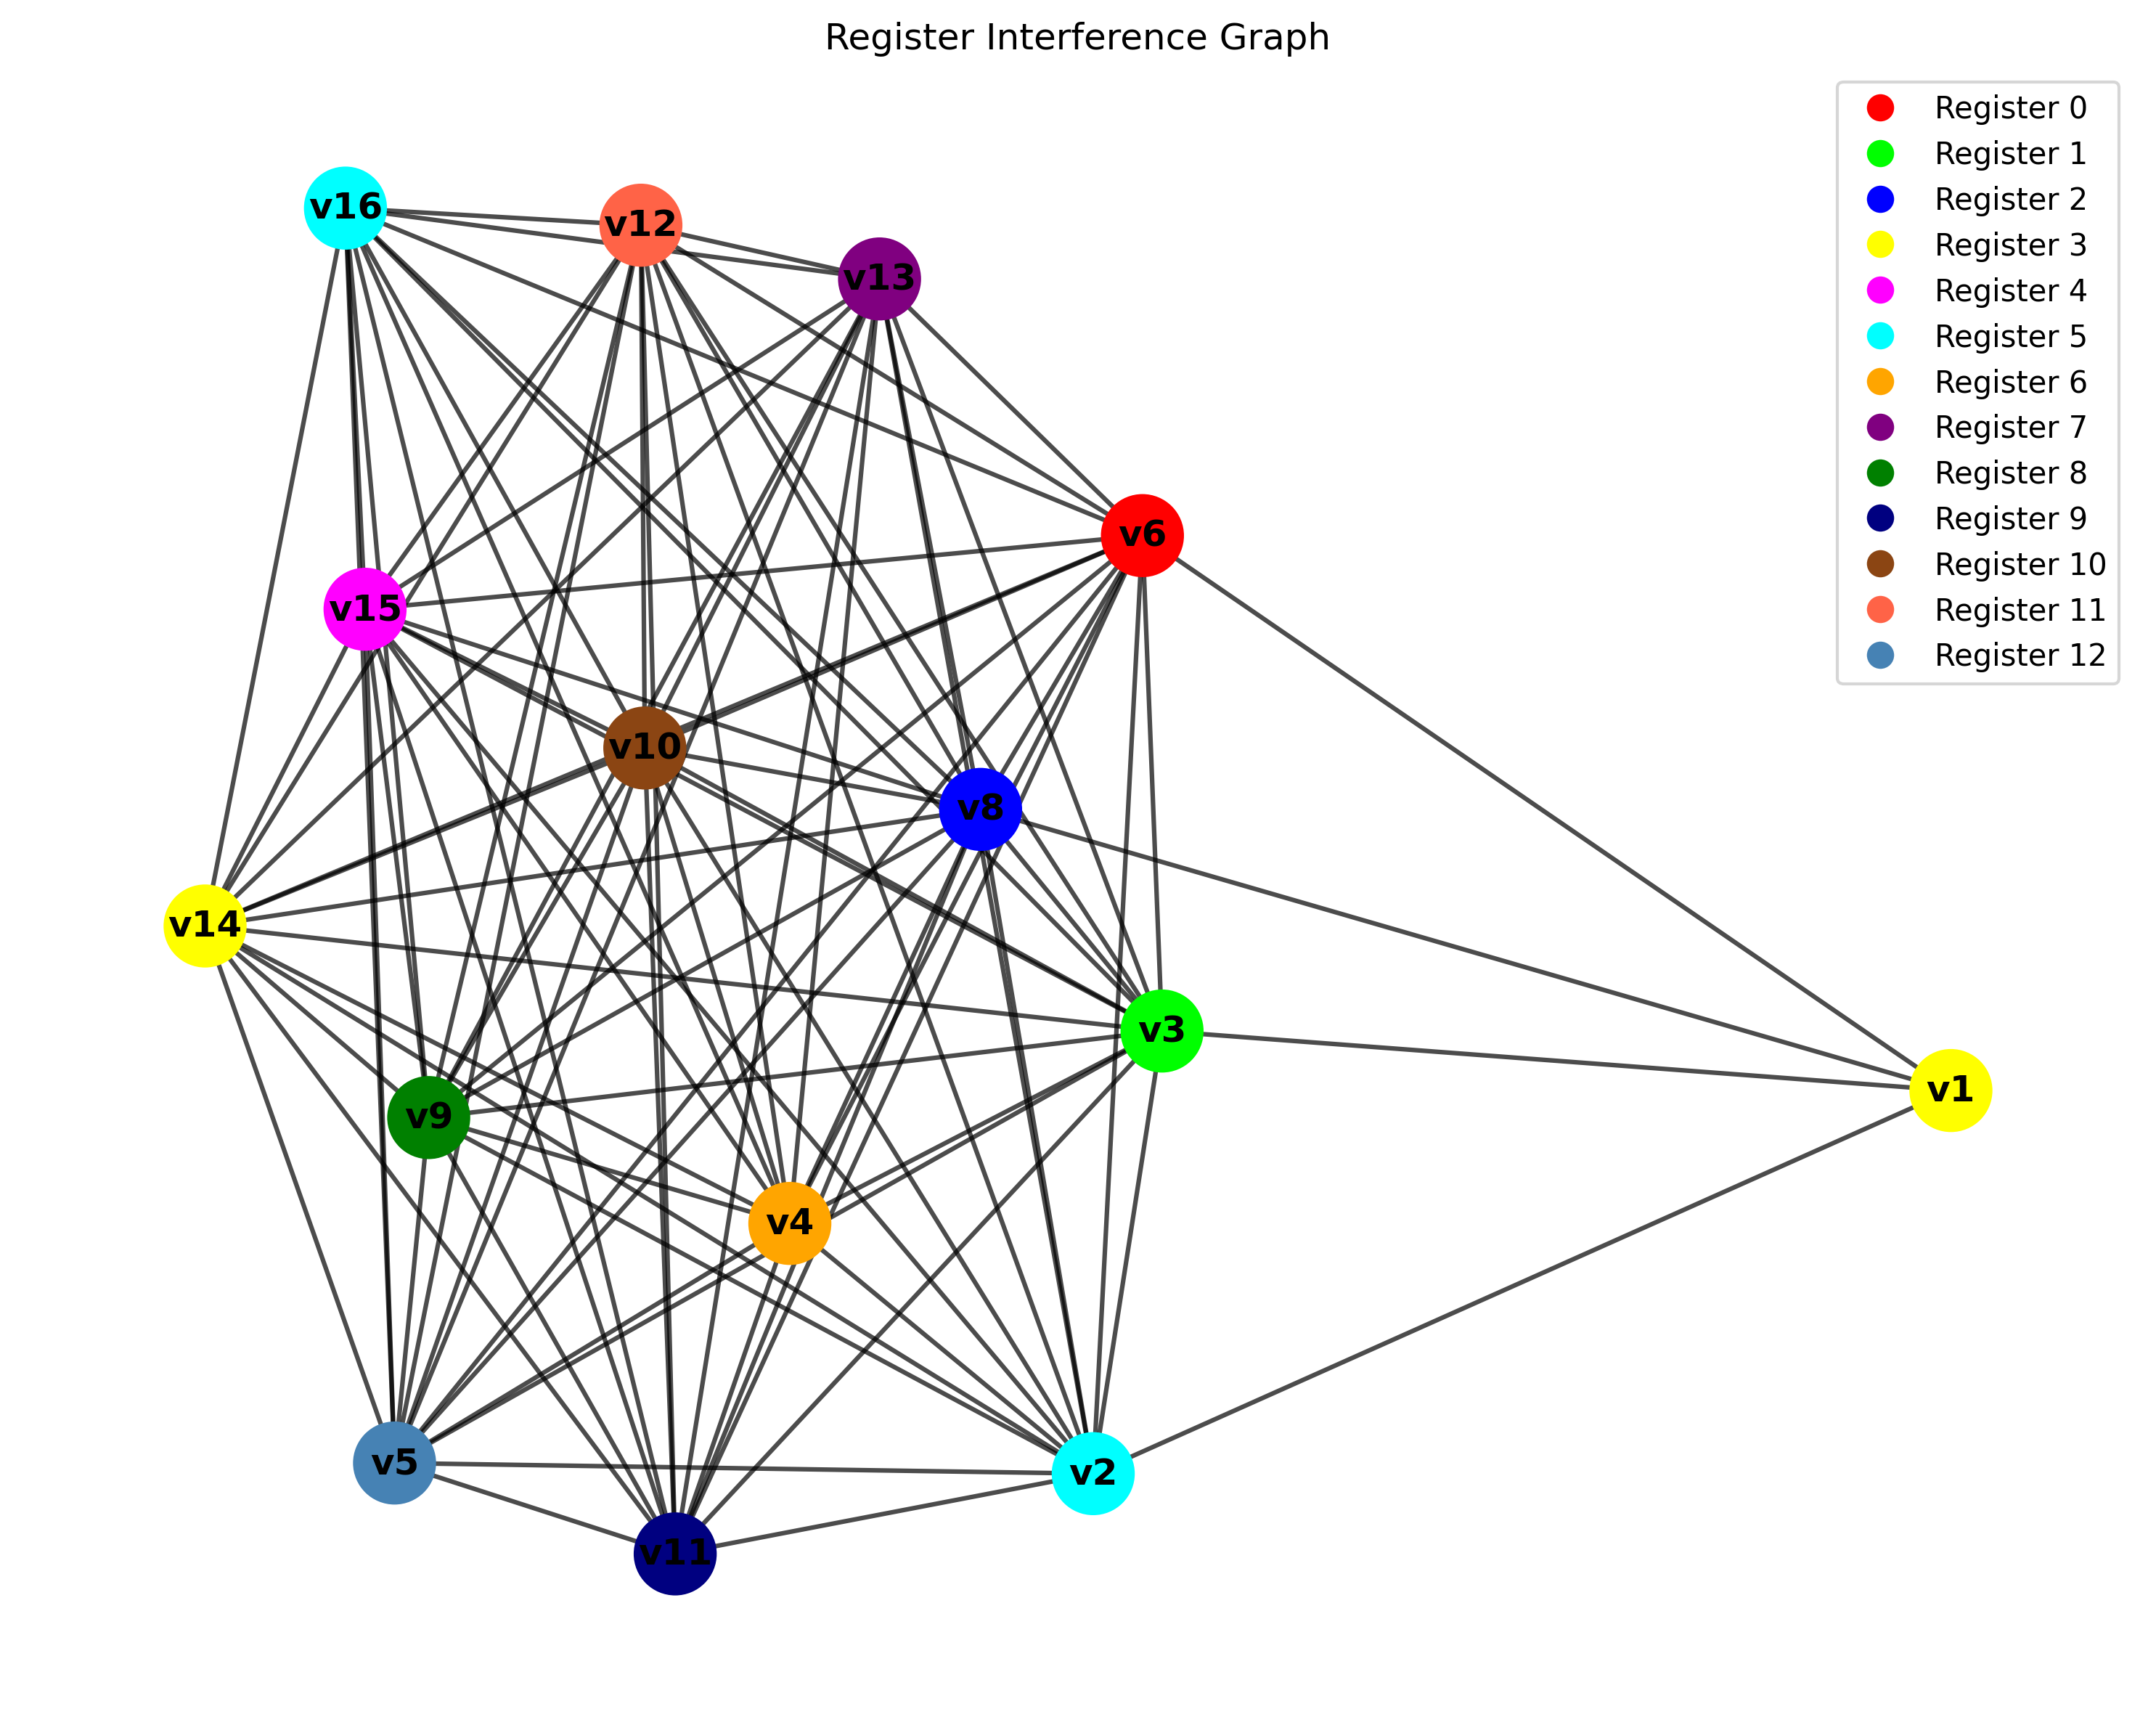 Register Interference Graph
Register 0
Register 1
Register 2
Register 3
Register 4
Register 5
Register 6
Register 7
Register 8
Register 9
Register 10
Register 11
Register 12
v16
v12
v13
v6
v15
v10
v8
v14
v3
v1
v9
v4
v5
v2
v11